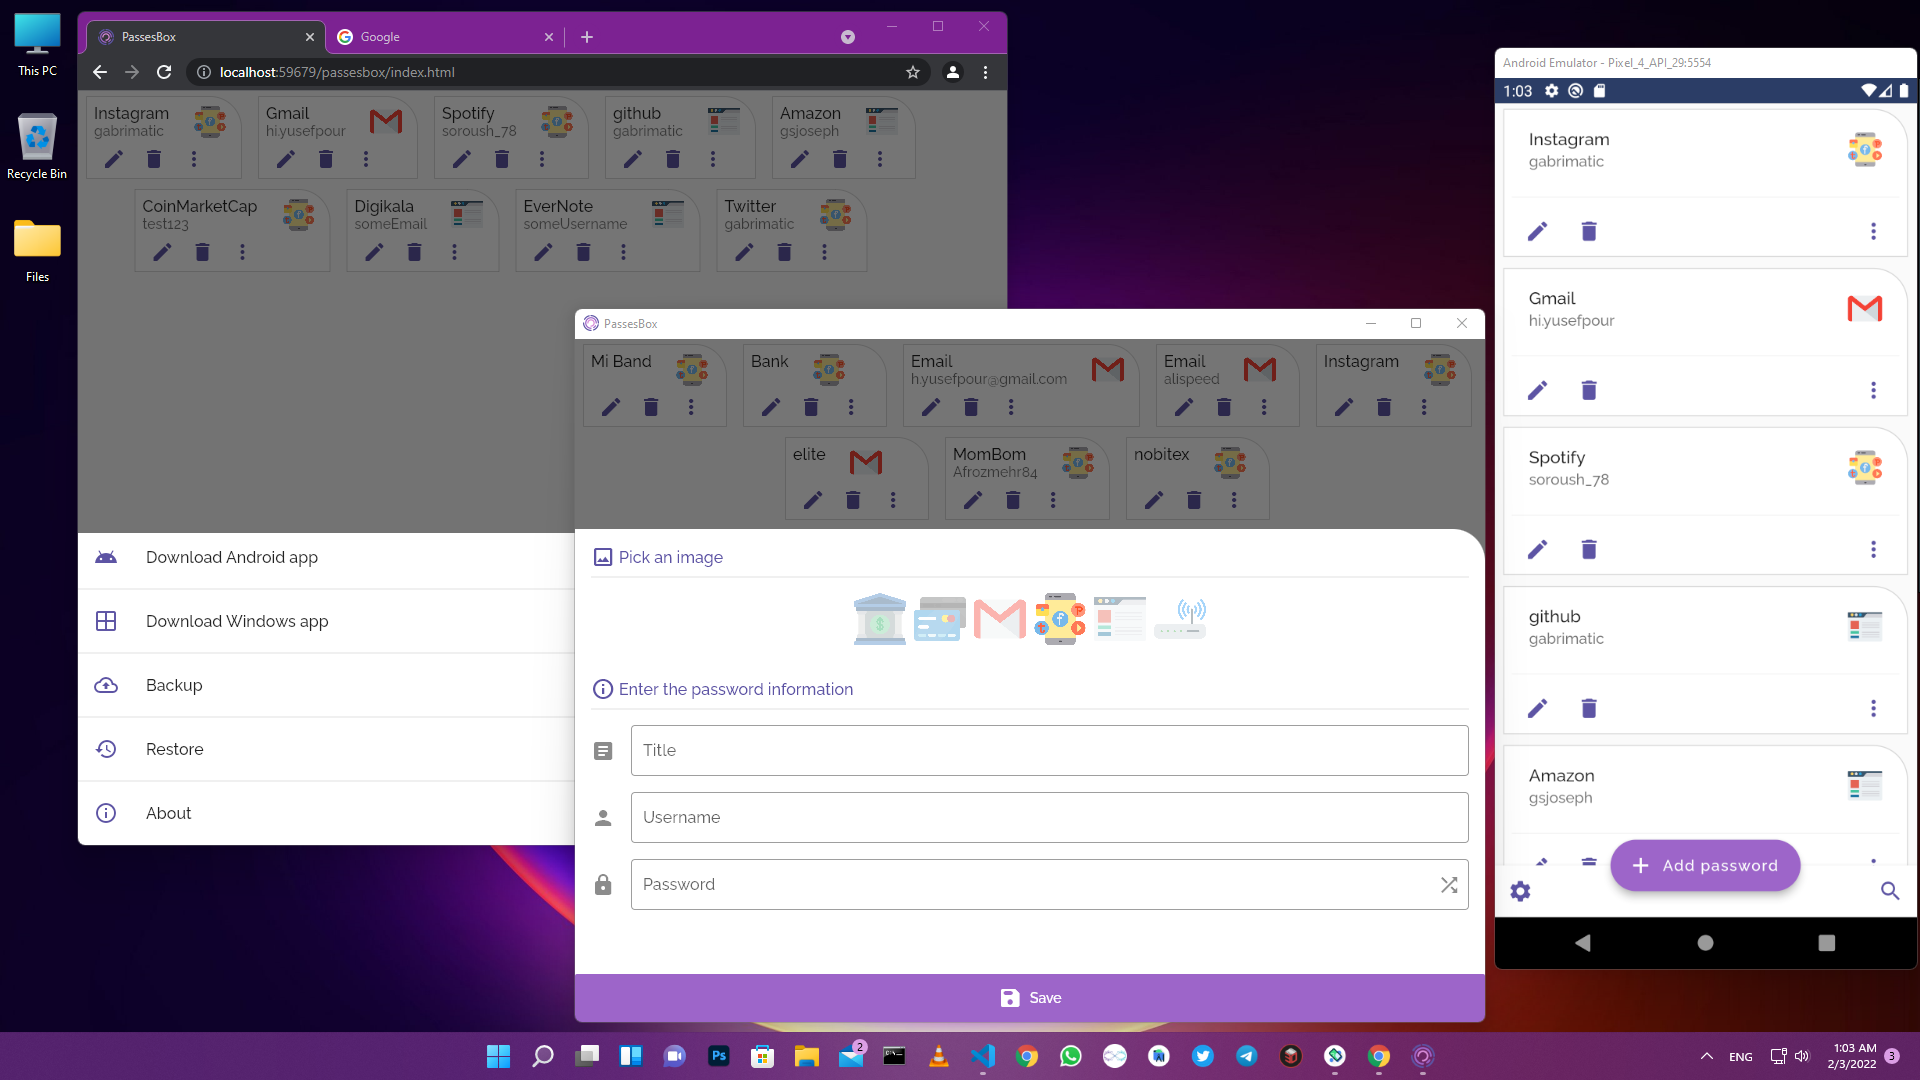 This PC
Recycle Bin
Files
PassesBox
Google
localhost:59679/passesbox/index.html
Instagram
gabrimatic
Gmail
hi.yusefpour
Spotify
soroush_78
github
gabrimatic
Amazon
gsjoseph
CoinMarketCap
test123
Digikala
someEmail
EverNote
someUsername
Twitter
gabrimatic
Download Android app
Download Windows app
Backup
Restore
About
PassesBox
Mi Band
Bank
Email
h.yusefpour@gmail.com
Email
alispeed
Instagram
elite
MomBom
Afrozmehr84
nobitex
Pick an image
Enter the password information
Title
Username
Password
Save
Android Emulator - Pixel_4_API_29:5554
1:03
Instagram
gabrimatic
Gmail
hi.yusefpour
Spotify
soroush_78
github
gabrimatic
Amazon
gsjoseph
Add password
Ps
2
ENG
1:03 AM
2/3/2022
3